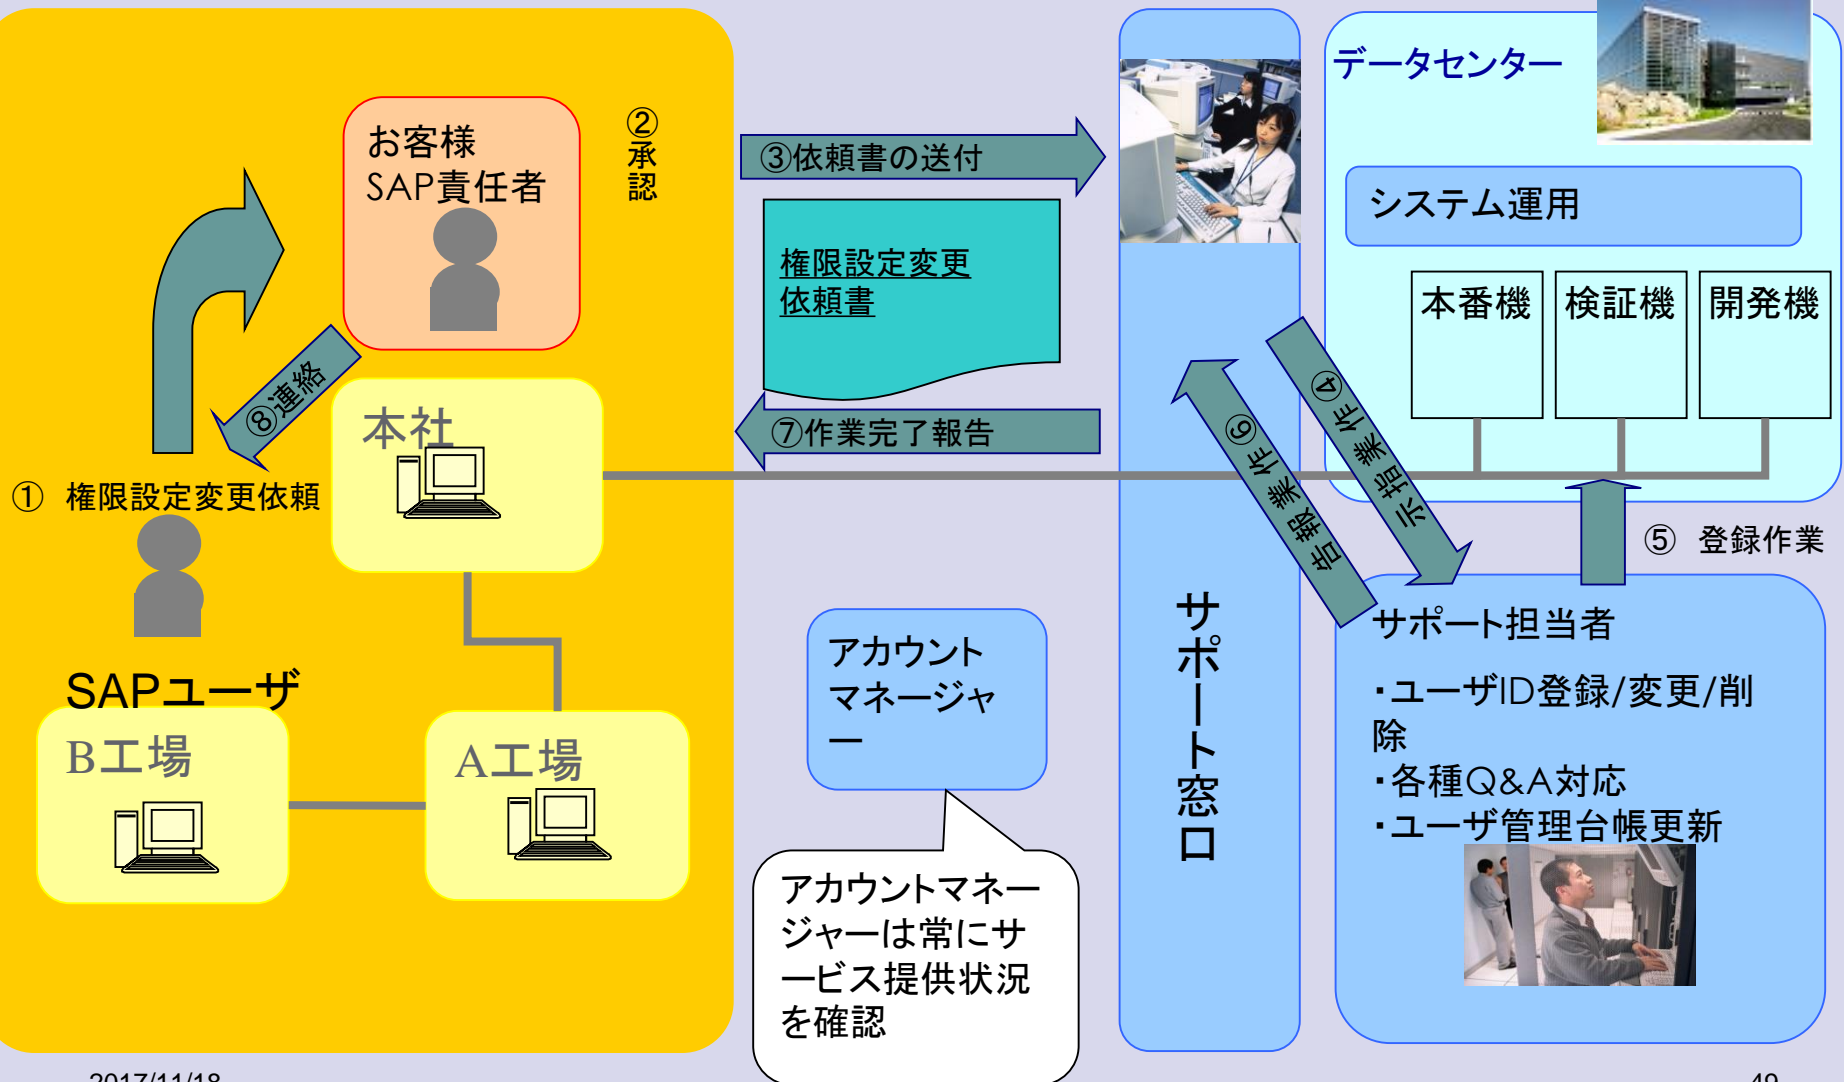 データセンター
お客様
SAP責任者
②承認
③依頼書の送付
システム運用
権限設定変更
依頼書
本番機
検証機
開発機
⑧連絡
本社
⑦作業完了報告
④作業指示
⑥作業報告
① 権限設定変更依頼
⑤ 登録作業
サポート窓口
サポート担当者
・ユーザID登録/変更/削
除
・各種Q&A対応
・ユーザ管理台帳更新
アカウント
マネージャ
ー
SAPユーザ
B工場
A工場
アカウントマネー
ジャーは常にサ
ービス提供状況
を確認
2017/11/18
49